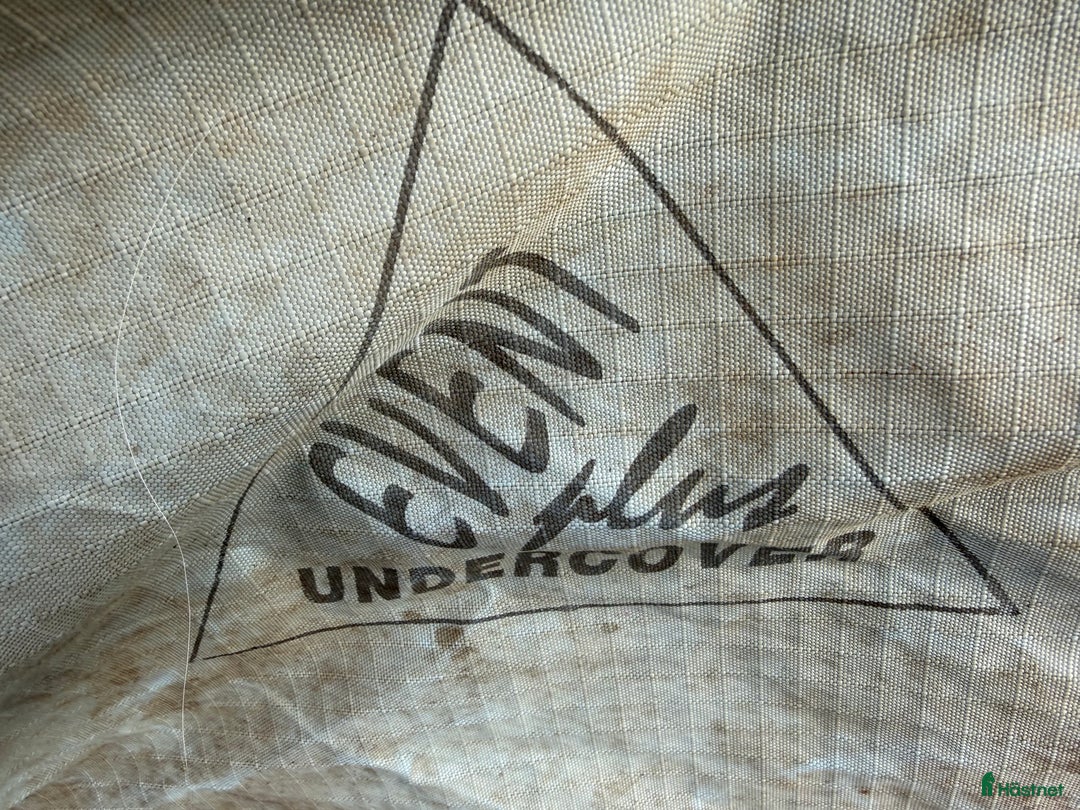 EVENT
plus
UNDERCOVER
Hästnet